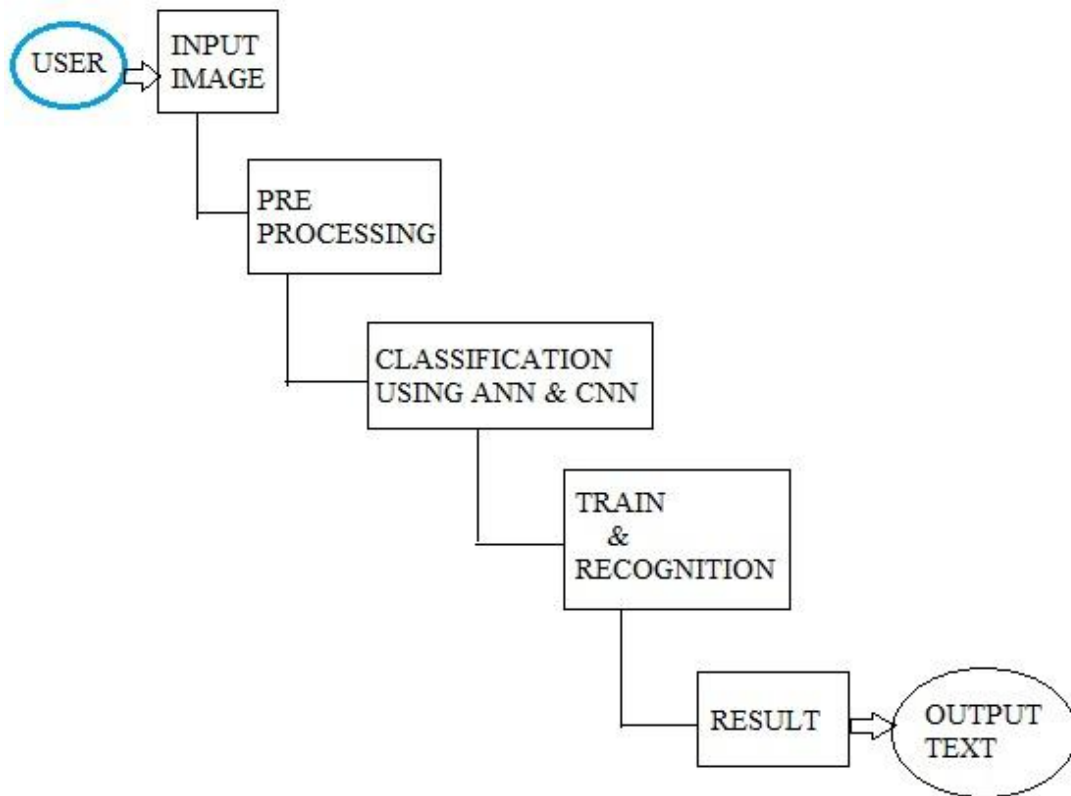 USER
INPUT
IMAGE
PRE
PROCESSING
CLASSIFICATION
USING ANN & CNN
TRAIN
&
RECOGNITION
RESULT
OUTPUT
TEXT